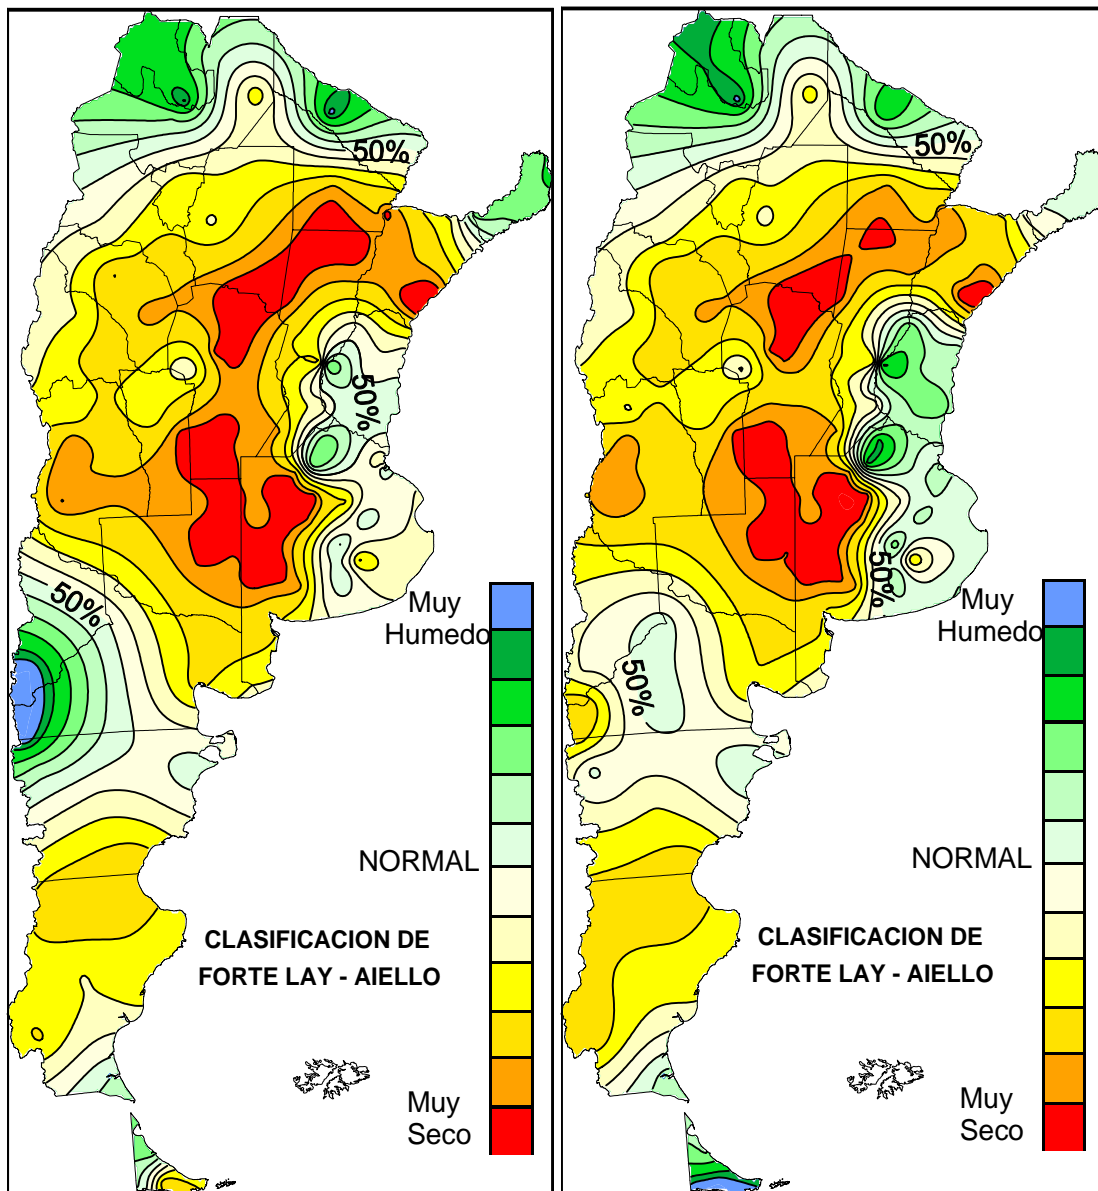 50%
50%
50%
Muy
Humedo
NORMAL
CLASIFICACION DE
FORTE LAY - AIELLO
Muy
Seco
50%
50%
50%
Muy
Humedo
NORMAL
CLASIFICACION DE
FORTE LAY - AIELLO
Muy
Seco